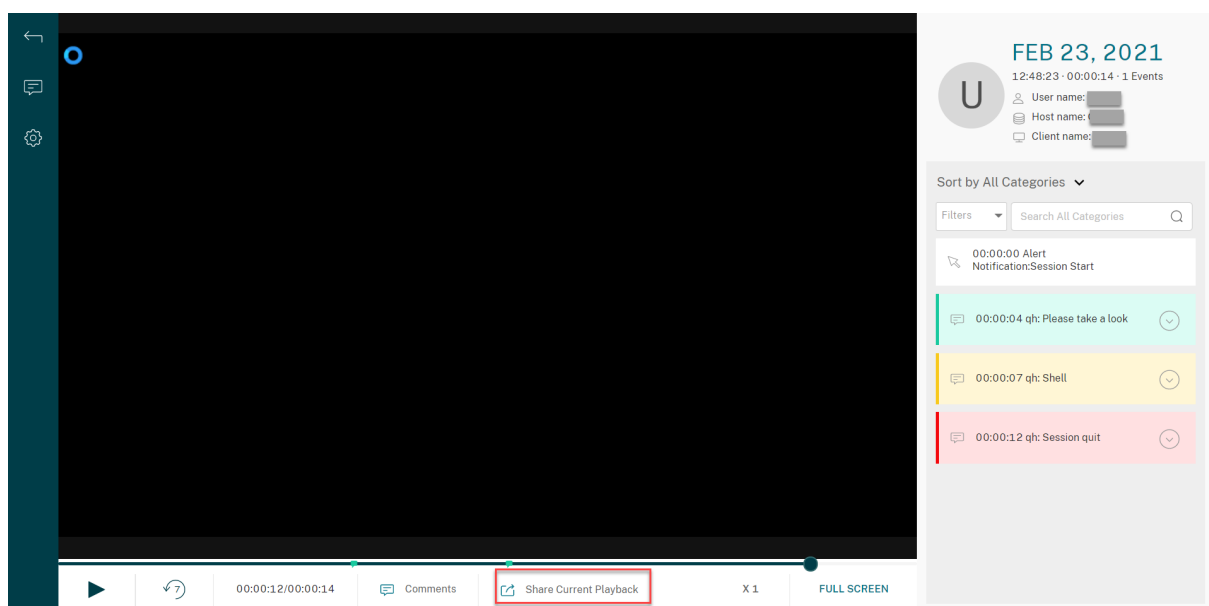 FEB 23, 2021
12:48:23 · 00:00:14 · 1 Events
U
User name:
Host name:
Client name:
Sort by All Categories
Filters
Search All Categories
00:00:00 Alert
Notification:Session Start
00:00:04 qh: Please take a look
00:00:07 qh: Shell
00:00:12 qh: Session quit
7
00:00:12/00:00:14
Comments
Share Current Playback
X 1
FULL SCREEN